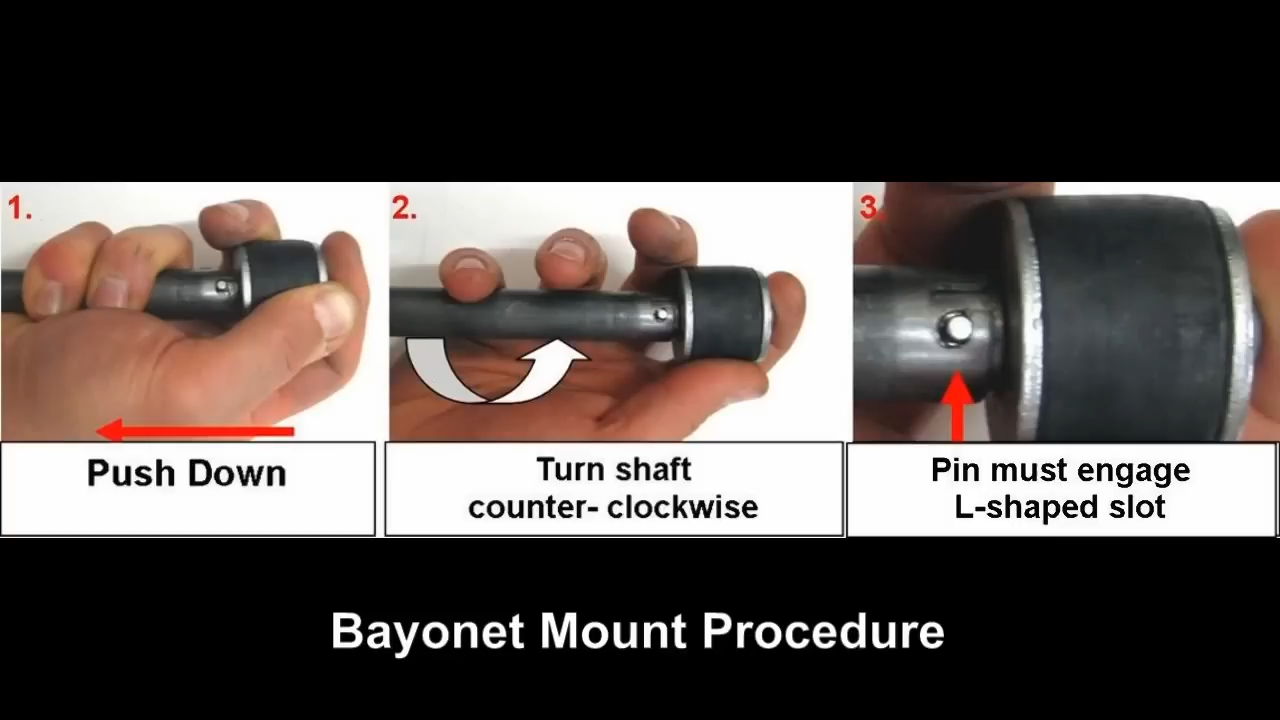 1.
2.
3.
Push Down
Turn shaft
counter- clockwise
Pin must engage
L-shaped slot
Bayonet Mount Procedure